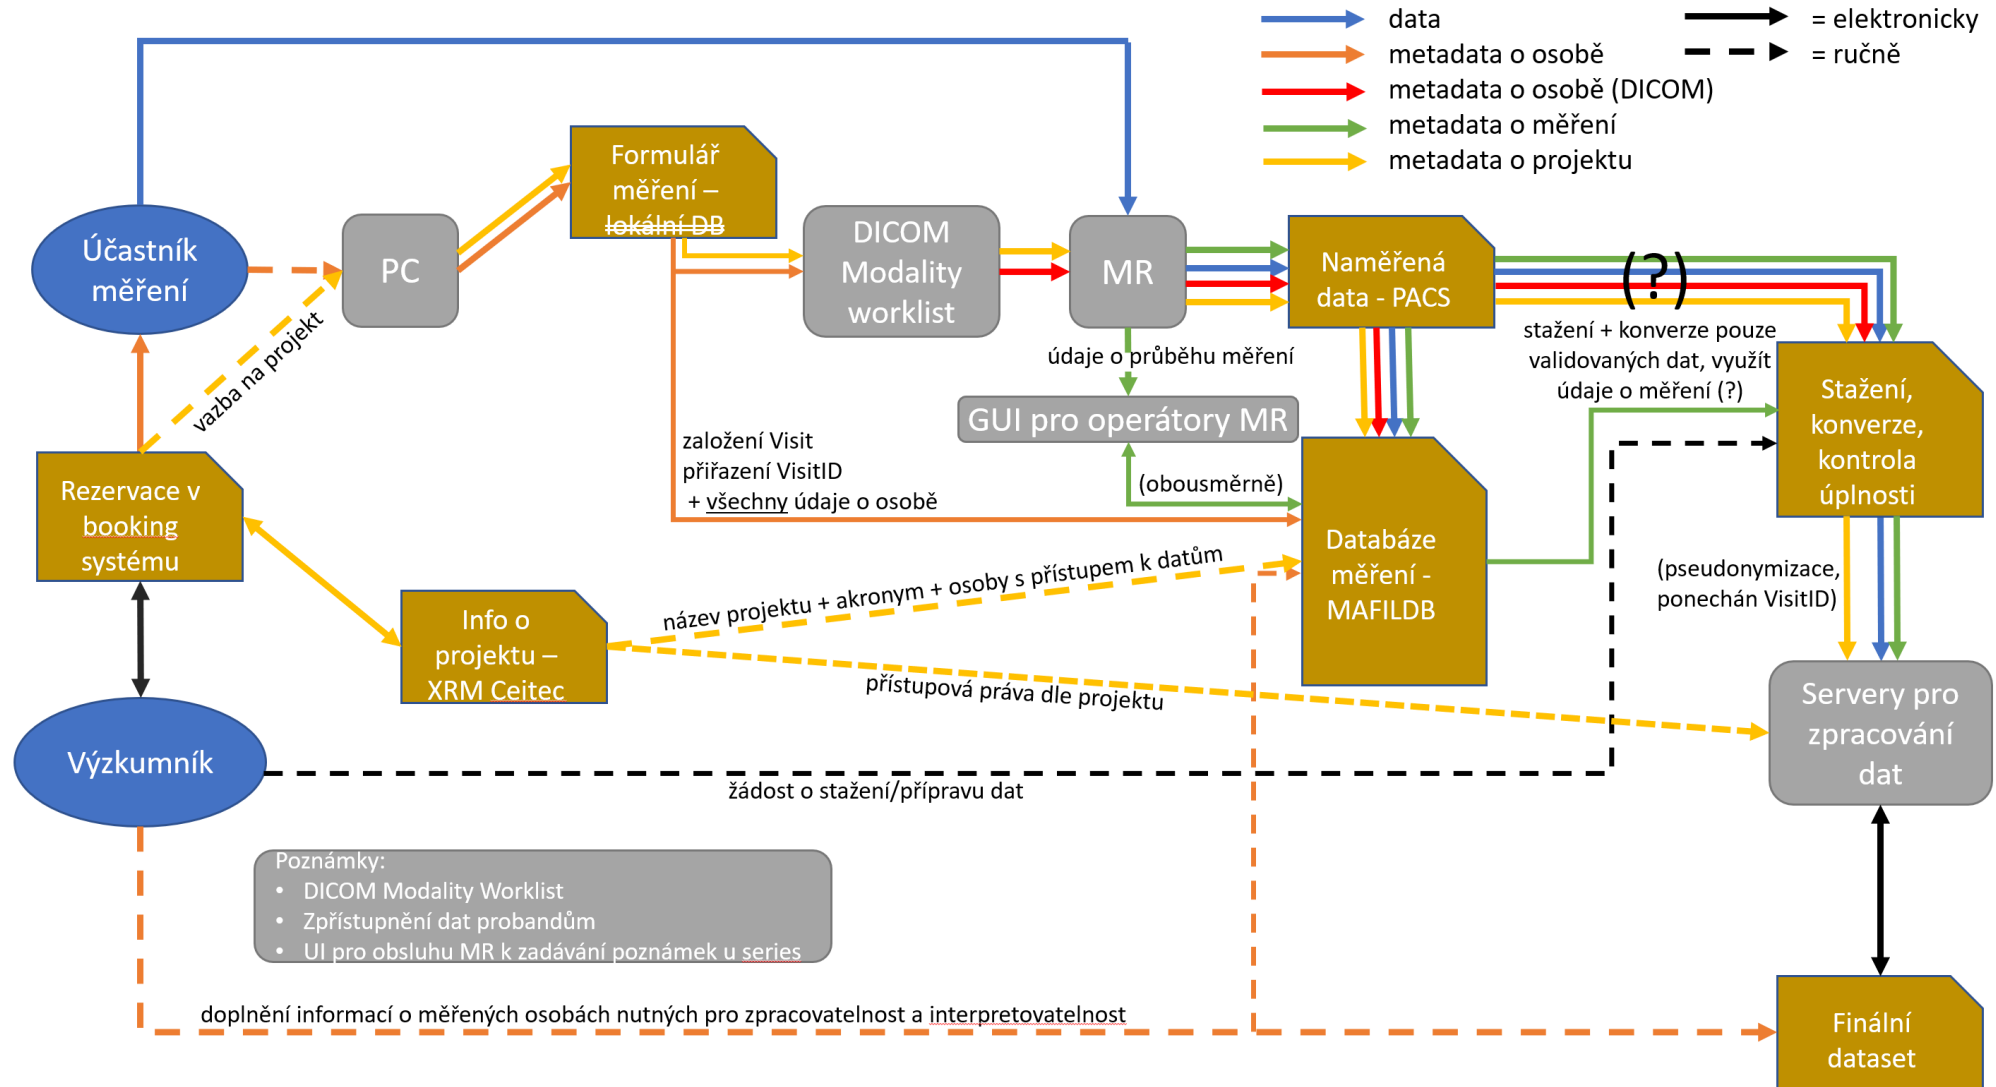 data
metadata o osobě
metadata o osobě (DICOM)
metadata o měření
metadata o projektu
= elektronicky
= ručně
Formulář
měření –
lokální DB
Účastník
měření
PC
DICOM
Modality
worklist
MR
Naměřená
data - PACS
(?)
vazba na projekt
údaje o průběhu měření
stažení + konverze pouze
validovaných dat, využít
údaje o měření (?)
Stažení,
konverze,
kontrola
úplnosti
GUI pro operátory MR
založení Visit
přiřazení VisitID
+ všechny údaje o osobě
(obousměrně)
Rezervace v
booking
systému
Databáze
měření -
MAFILDB
název projektu + akronym + osoby s přístupem k datům
(pseudonymizace,
ponechán VisitID)
Info o
projektu –
XRM Ceitec
přístupová práva dle projektu
Servery pro
zpracování
dat
Výzkumník
žádost o stažení/přípravu dat
Poznámky:
• DICOM Modality Worklist
• Zpřístupnění dat probandům
• UI pro obsluhu MR k zadávání poznámek u series
doplnění informací o měřených osobách nutných pro zpracovatelnost a interpretovatelnost
Finální
dataset